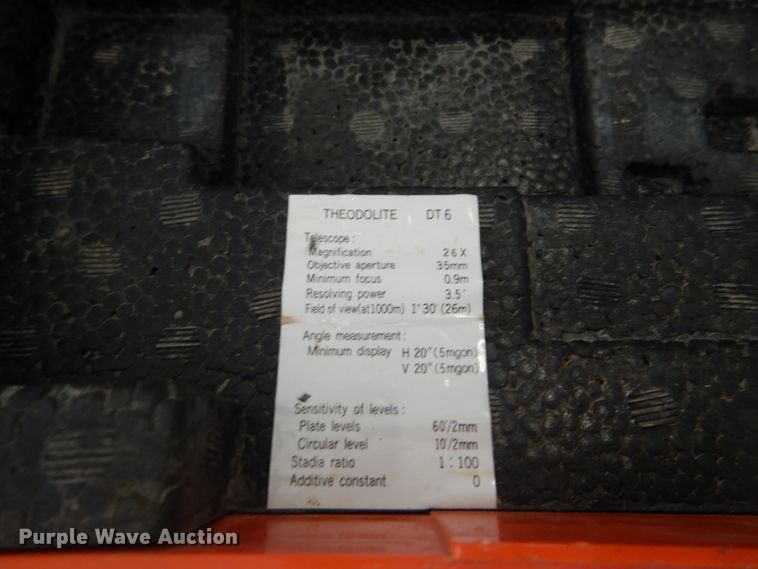 THEODOLITE DT 6
Telescope :
Magnification 26X
Objective aperture 35mm
Minimum focus 0.9m
Resolving power 3.5"
Field of view(at1000m) 1°30′(26m)
Angle measurement :
Minimum display H 20"(5mgon)
V 20"(5mgon)
Sensitivity of levels :
Plate levels 60"/2mm
Circular level 10'/2mm
Stadia ratio 1 : 100
Additive constant 0
Purple Wave Auction